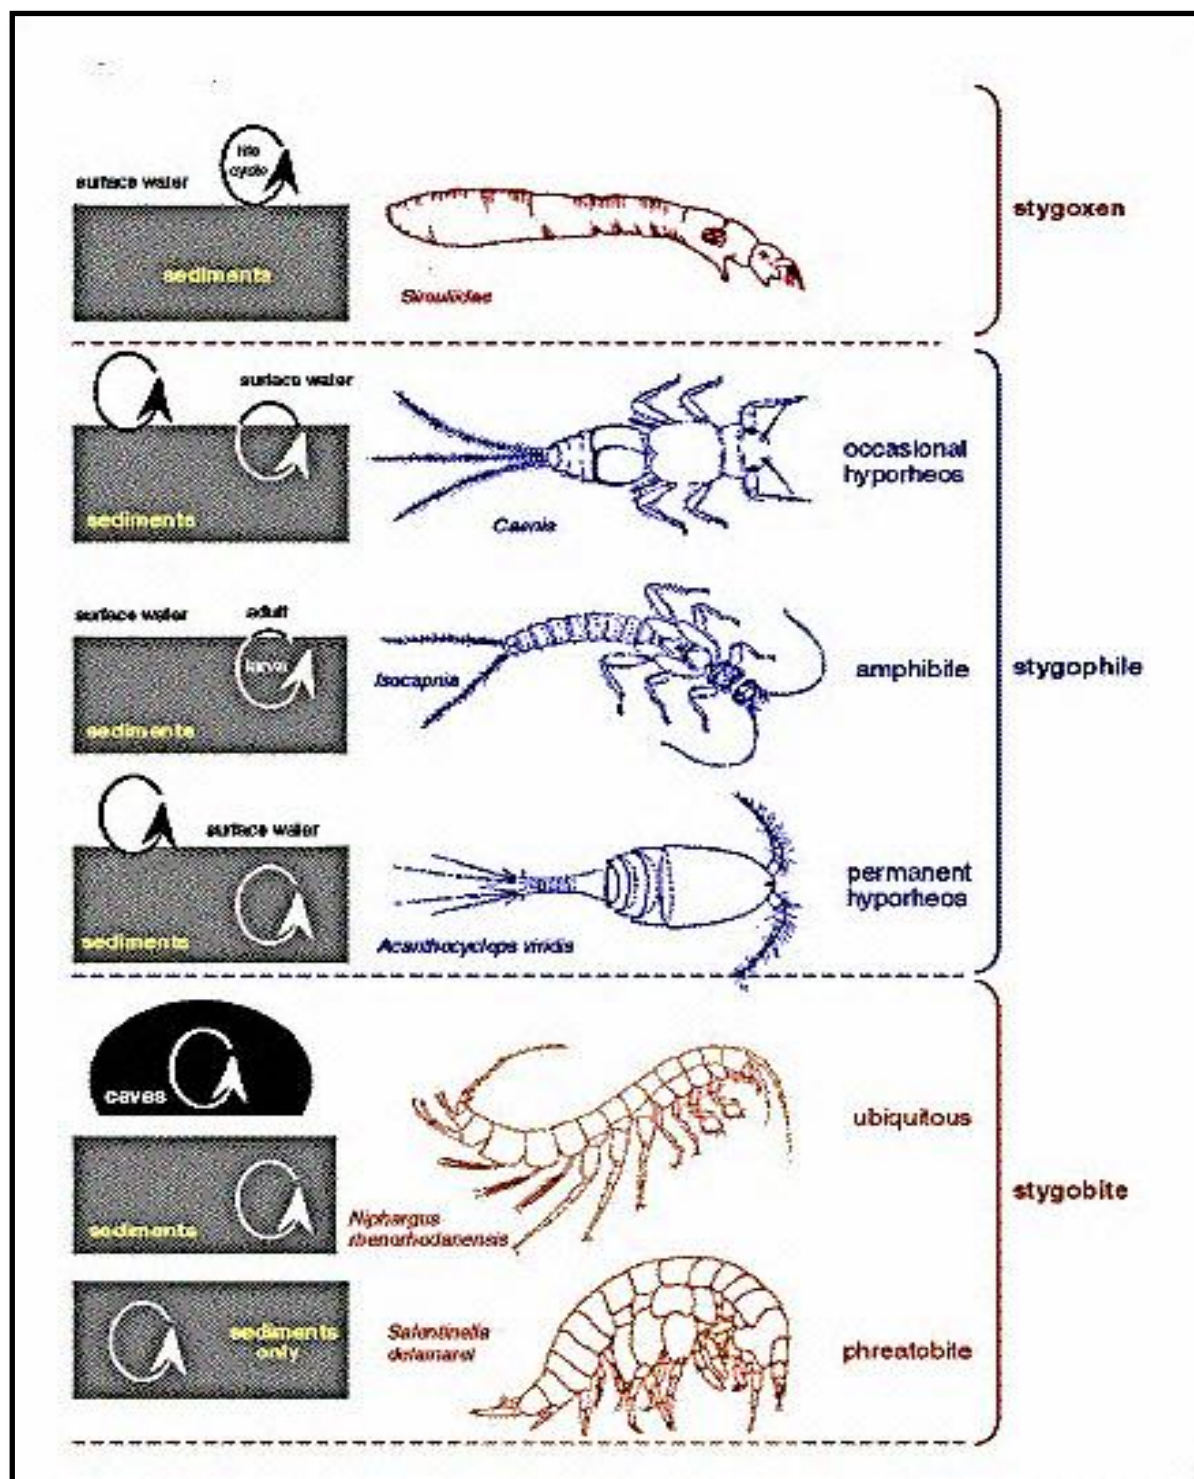 life
cycle
surface water
sediments
Simuliidae
stygoxen
surface water
sediments
Caenis
occasional
hyporheos
surface water
adult
larva
sediments
Isocapnia
amphibite
stygophile
surface water
sediments
Acanthocyclops viridis
permanent
hyporheos
caves
sediments
Niphargus
rhenorhodanensis
ubiquitous
stygobite
sediments
only
Salentinella
delamarei
phreatobite